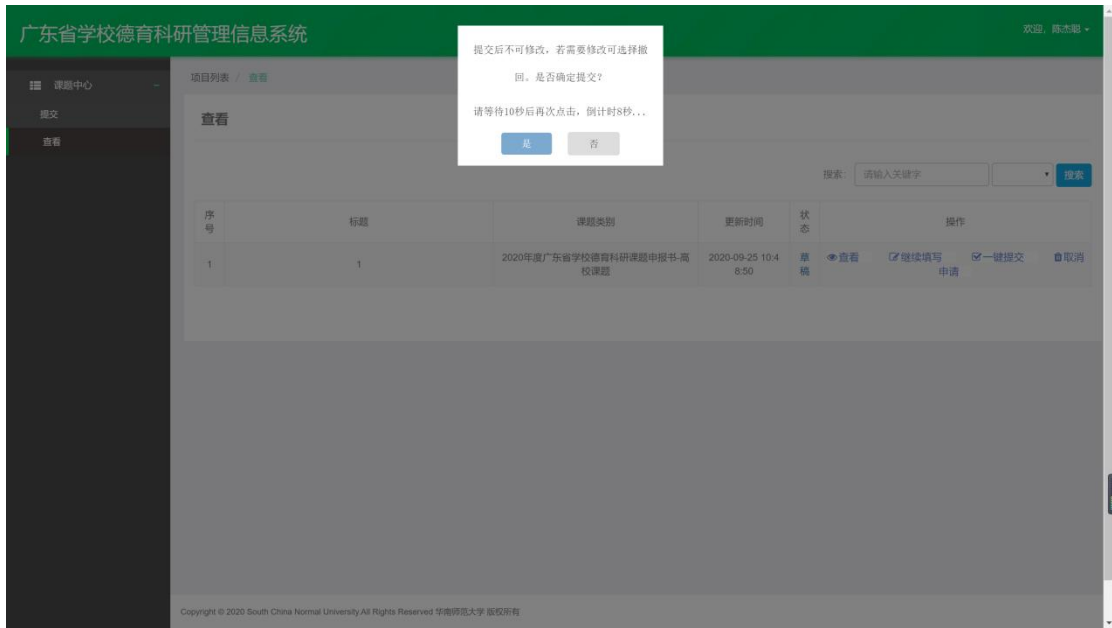 广东省学校德育科研管理信息系统
欢迎，陈杰聪
提交后不可修改，若需要修改可选择撤
回。是否确定提交？
请等待10秒后再次点击，倒计时8秒...
是 否
课题中心
提交
查看
项目列表 / 查看
查看
搜索: 请输入关键字 搜索
序号 标题 课题类别 更新时间 状态 操作
1 1 2020年度广东省学校德育科研课题申报书-高 2020-09-25 10:4 草 查看 继续填写 一键提交 取消
校课题 8:50 稿 申请
Copyright © 2020 South China Normal University.All Rights Reserved 华南师范大学 版权所有